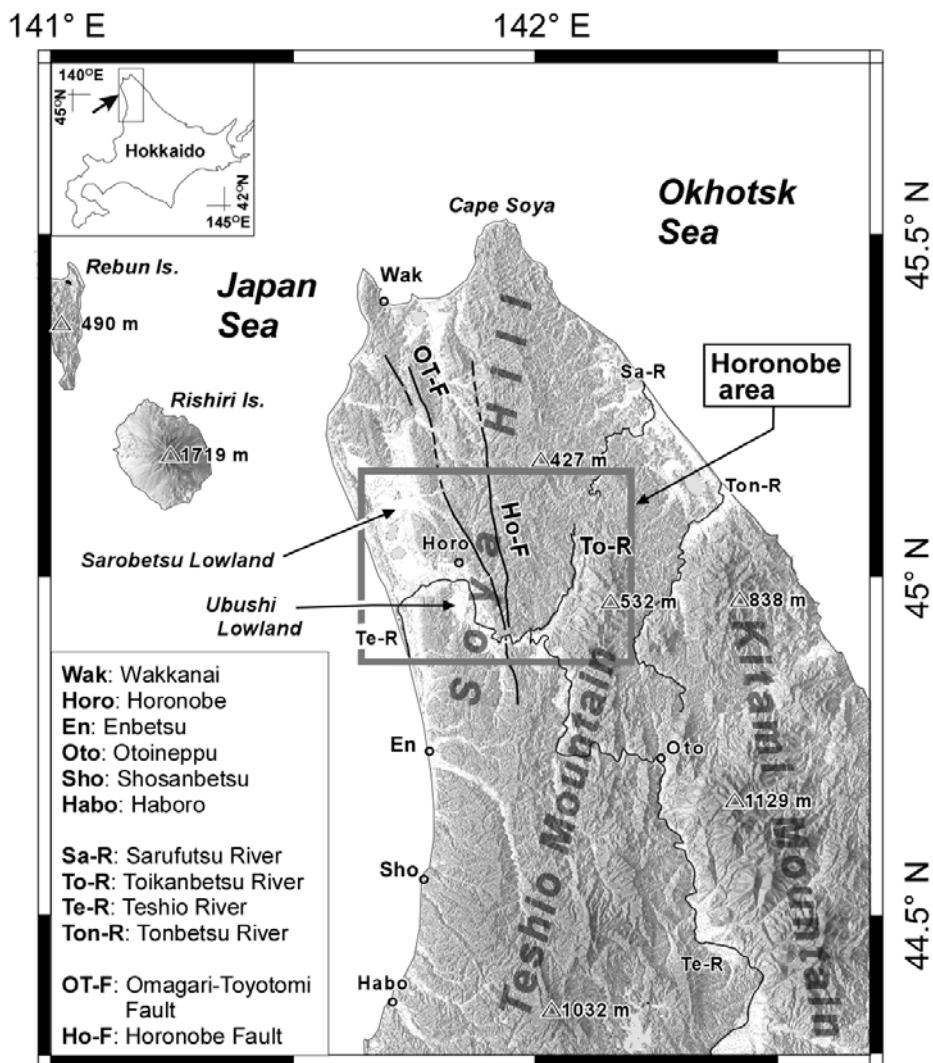 141° E
142° E
140°E
45°N
Hokkaido
42°N
145°E
Okhotsk
Sea
45.5° N
Cape Soya
Rebun Is.
Wak
Japan
Sea
490 m
OT-F
Horonobe
area
Sa-R
Rishiri Is.
1719 m
427 m
Ton-R
Ho-F
Sarobetsu Lowland
Horo
To-R
45° N
Ubushi
Lowland
532 m
838 m
Te-R
Soya Hill
Wak: Wakkanai
Horo: Horonobe
En: Enbetsu
Oto: Otoineppu
Sho: Shosanbetsu
Habo: Haboro
Sa-R: Sarufutsu River
To-R: Toikanbetsu River
Te-R: Teshio River
Ton-R: Tonbetsu River
OT-F: Omagari-Toyotomi
Fault
Ho-F: Horonobe Fault
En
Oto
1129 m
Teshio Mountain
Kitami Mountain
Sho
44.5° N
Te-R
Habo
1032 m